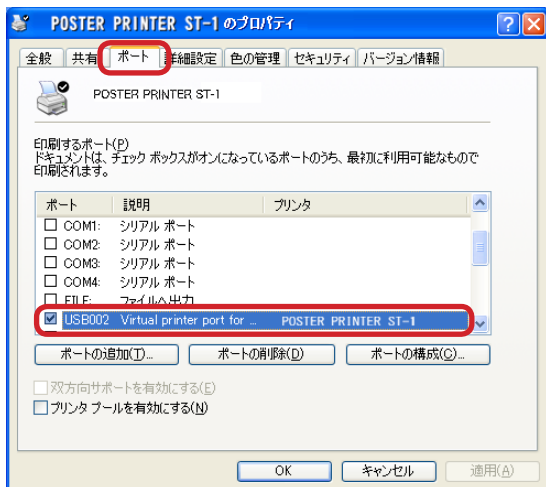 POSTER PRINTER ST-1 のプロパティ
全般 共有 ポート 詳細設定 色の管理 セキュリティ バージョン情報
POSTER PRINTER ST-1
印刷するポート(P)
ドキュメントは、チェック ボックスがオンになっているポートのうち、最初に利用可能なもので
印刷されます。
ポート 説明 プリンタ
COM1: シリアル ポート
COM2: シリアル ポート
COM3: シリアル ポート
COM4: シリアル ポート
FILE: ファイルへ出力
USB002 Virtual printer port for ... POSTER PRINTER ST-1
ポートの追加(T)... ポートの削除(D) ポートの構成(C)...
双方向サポートを有効にする(E)
プリンタ プールを有効にする(N)
OK キャンセル 適用(A)